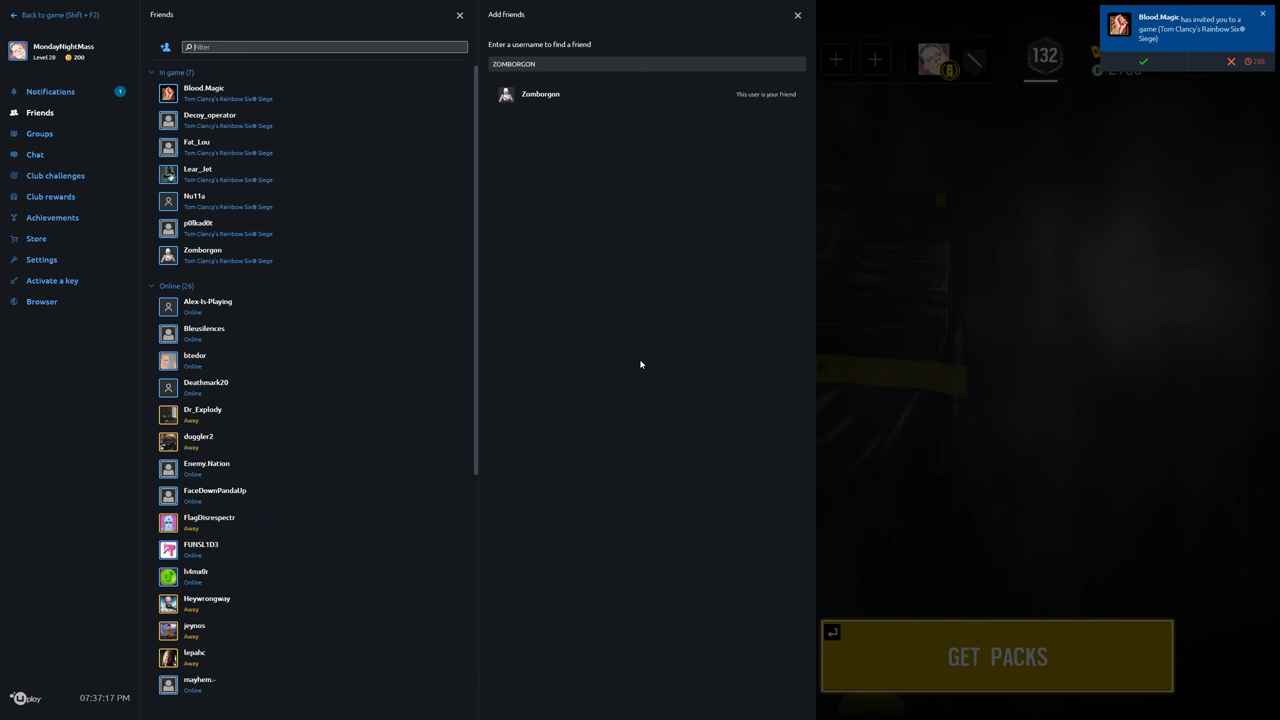 Back to game (Shift + F2)
MondayNightMass
Level 28
200
Notifications
1
Friends
Groups
Chat
Club challenges
Club rewards
Achievements
Store
Settings
Activate a key
Browser
uplay
07:37:17 PM
Friends
Filter
In game (7)
Blood.Magic
Tom Clancy's Rainbow Six® Siege
Decoy_operator
Tom Clancy's Rainbow Six® Siege
Fat_Lou
Tom Clancy's Rainbow Six® Siege
Lear_Jet
Tom Clancy's Rainbow Six® Siege
Nu11a
Tom Clancy's Rainbow Six® Siege
p0lkad0t
Tom Clancy's Rainbow Six® Siege
Zomborgon
Tom Clancy's Rainbow Six® Siege
Online (26)
Alex-Is-Playing
Online
Bleusilences
Online
btedor
Online
Deathmark20
Online
Dr_Explody
Away
duggler2
Away
Enemy.Nation
Online
FaceDownPandaUp
Online
FlagDisrespectr
Away
FUNSL1D3
Online
h4mx0r
Online
Heywrongway
Away
jeynos
Away
lepahc
Away
mayhem.-
Online
Add friends
Enter a username to find a friend
ZOMBORGON
Zomborgon
This user is your friend
132
Blood.Magic has invited you to a
game (Tom Clancy's Rainbow Six®
Siege)
288
GET PACKS